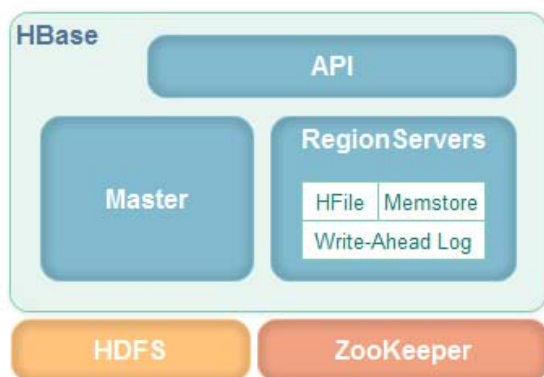 HBase
API
Master
RegionServers
HFile Memstore
Write-Ahead Log
HDFS ZooKeeper